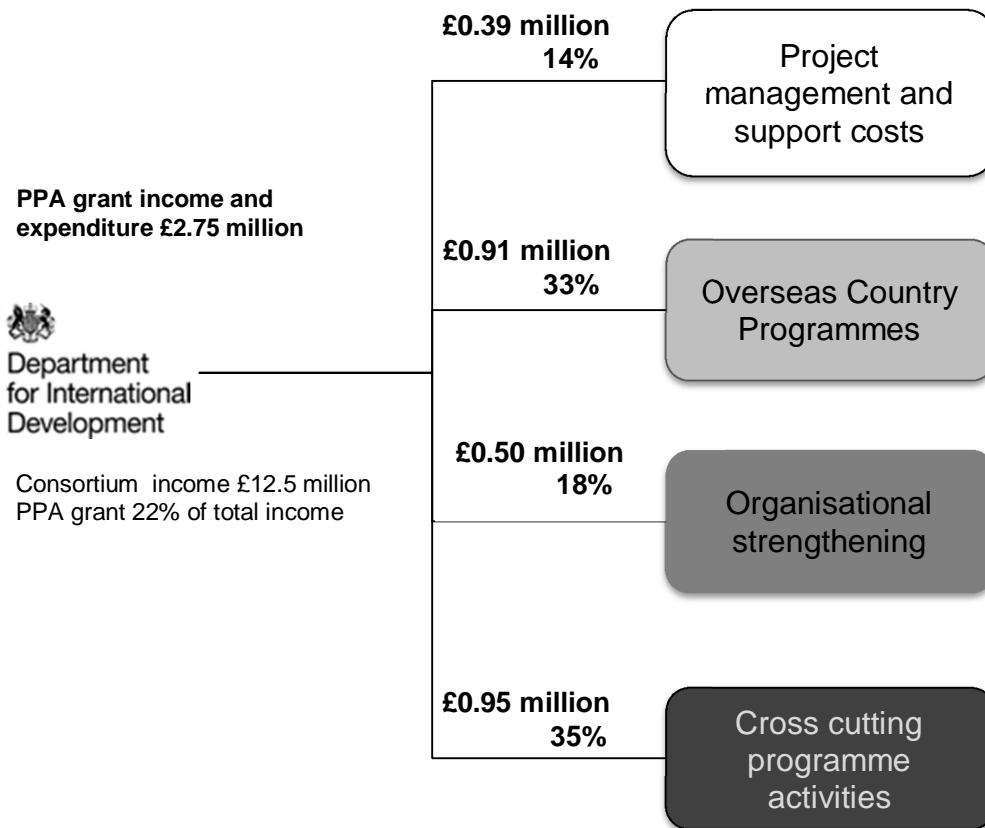 £0.39 million
14%
Project
management and
support costs
PPA grant income and
expenditure £2.75 million
£0.91 million
33%
Overseas Country
Programmes
Department
for International
Development
£0.50 million
18%
Organisational
strengthening
Consortium income £12.5 million
PPA grant 22% of total income
£0.95 million
35%
Cross cutting
programme
activities